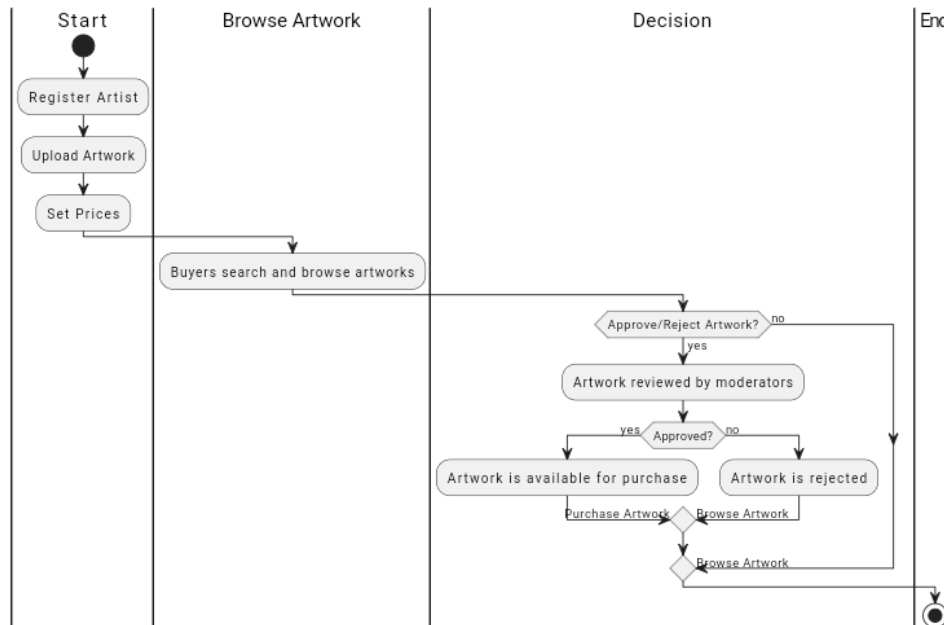 Start
Browse Artwork
Decision
Register Artist
Upload Artwork
Set Prices
Buyers search and browse artworks
Approve/Reject Artwork?
no
yes
Artwork reviewed by moderators
yes
Approved?
no
Artwork is available for purchase
Artwork is rejected
Purchase Artwork
Browse Artwork
Browse Artwork